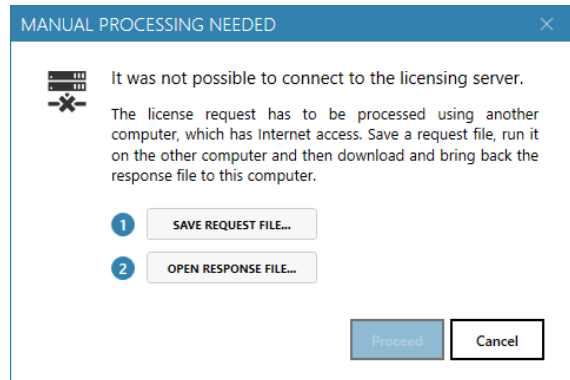 MANUAL PROCESSING NEEDED
It was not possible to connect to the licensing server.
The license request has to be processed using another
computer, which has Internet access. Save a request file, run it
on the other computer and then download and bring back the
response file to this computer.
1 SAVE REQUEST FILE...
2 OPEN RESPONSE FILE...
Proceed Cancel